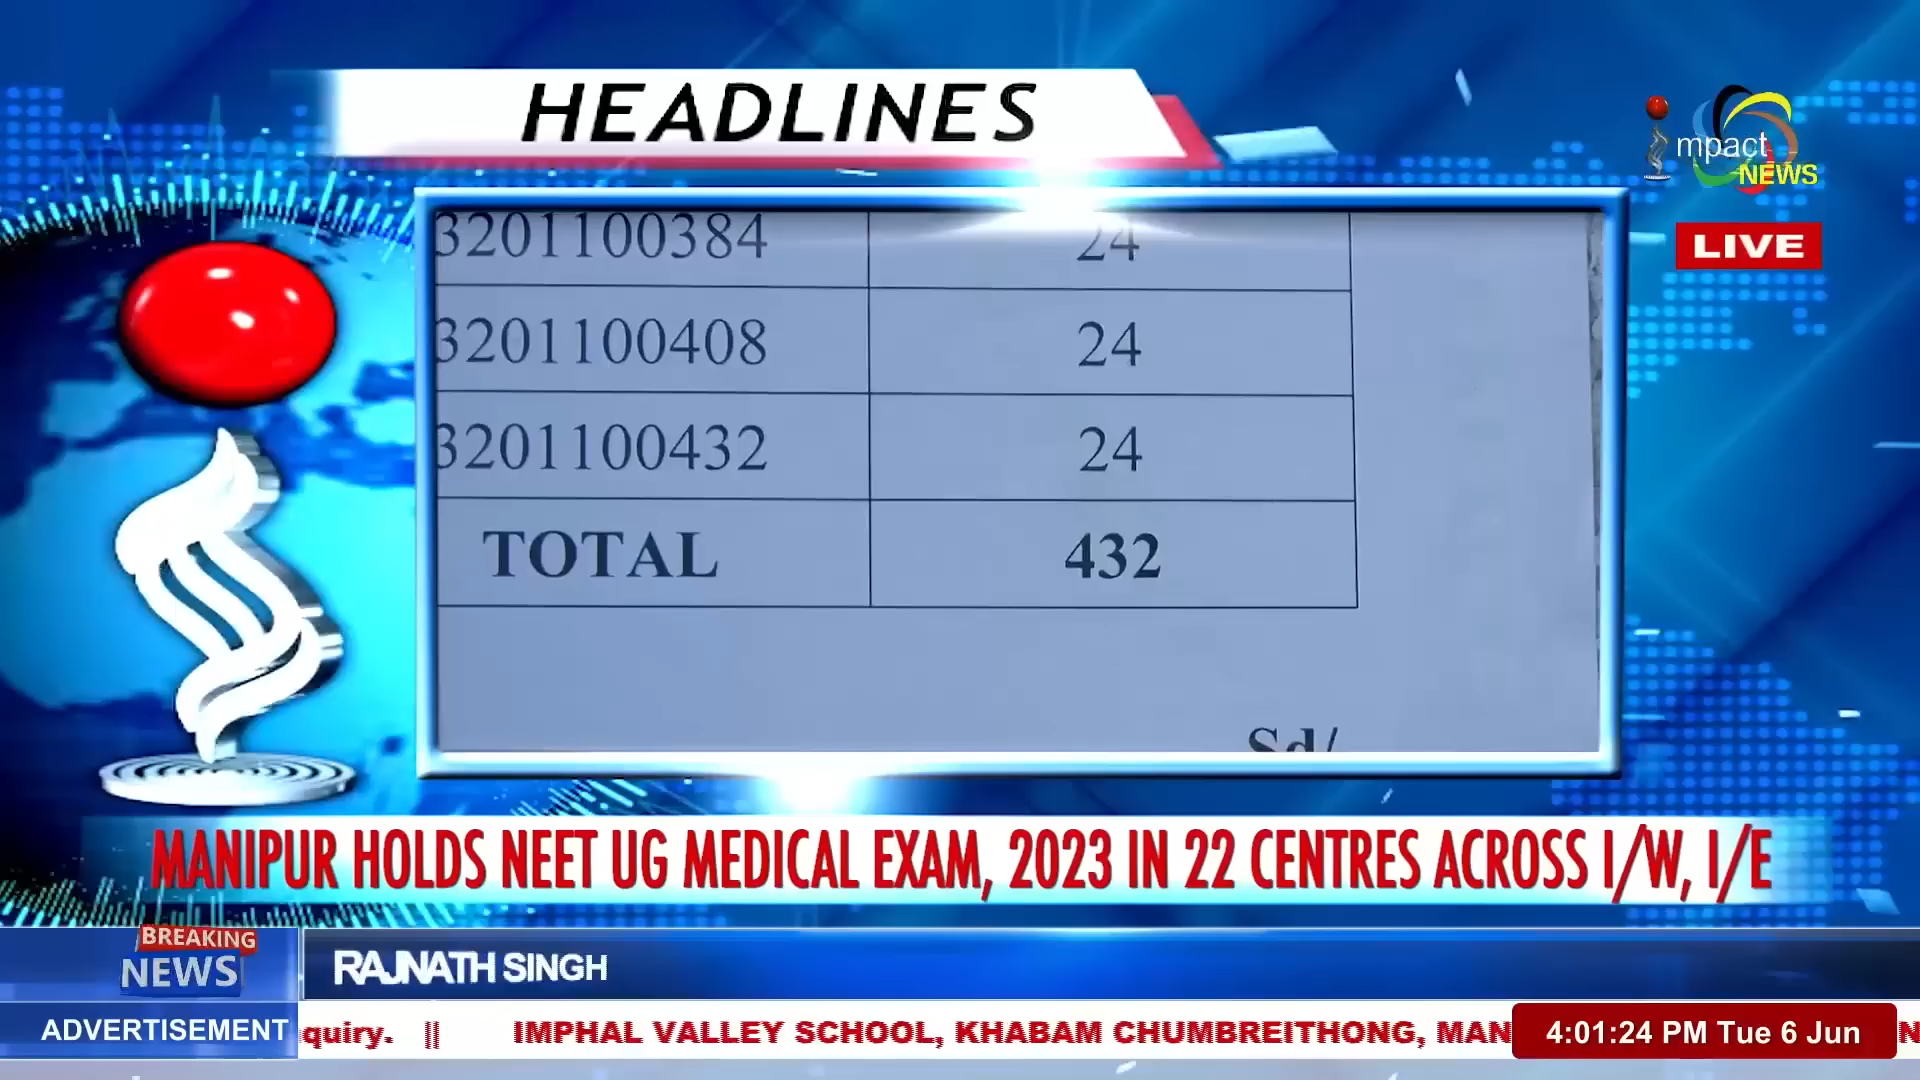 HEADLINES
mpact
NEWS
LIVE
3201100384 24
3201100408 24
3201100432 24
TOTAL 432
Sd/
MANIPUR HOLDS NEET UG MEDICAL EXAM, 2023 IN 22 CENTRES ACROSS I/W, I/E
BREAKING
NEWS
RAJNATH SINGH
ADVERTISEMENT
quiry. || IMPHAL VALLEY SCHOOL, KHABAM CHUMBREITHONG, MAN
4:01:24 PM Tue 6 Jun
N